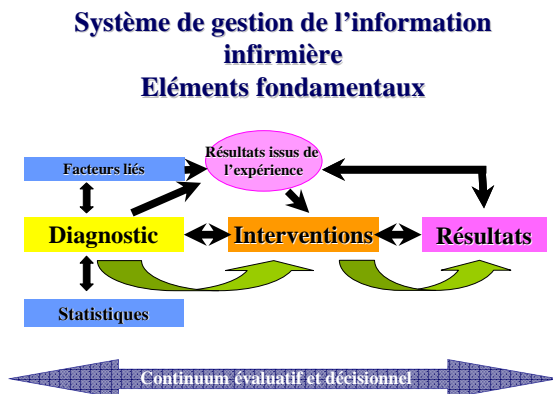 Système de gestion de l'information
infirmière
Eléments fondamentaux
Résultats issus de
l'expérience
Facteurs liés
Diagnostic
Interventions
Résultats
Statistiques
Continuum évaluatif et décisionnel